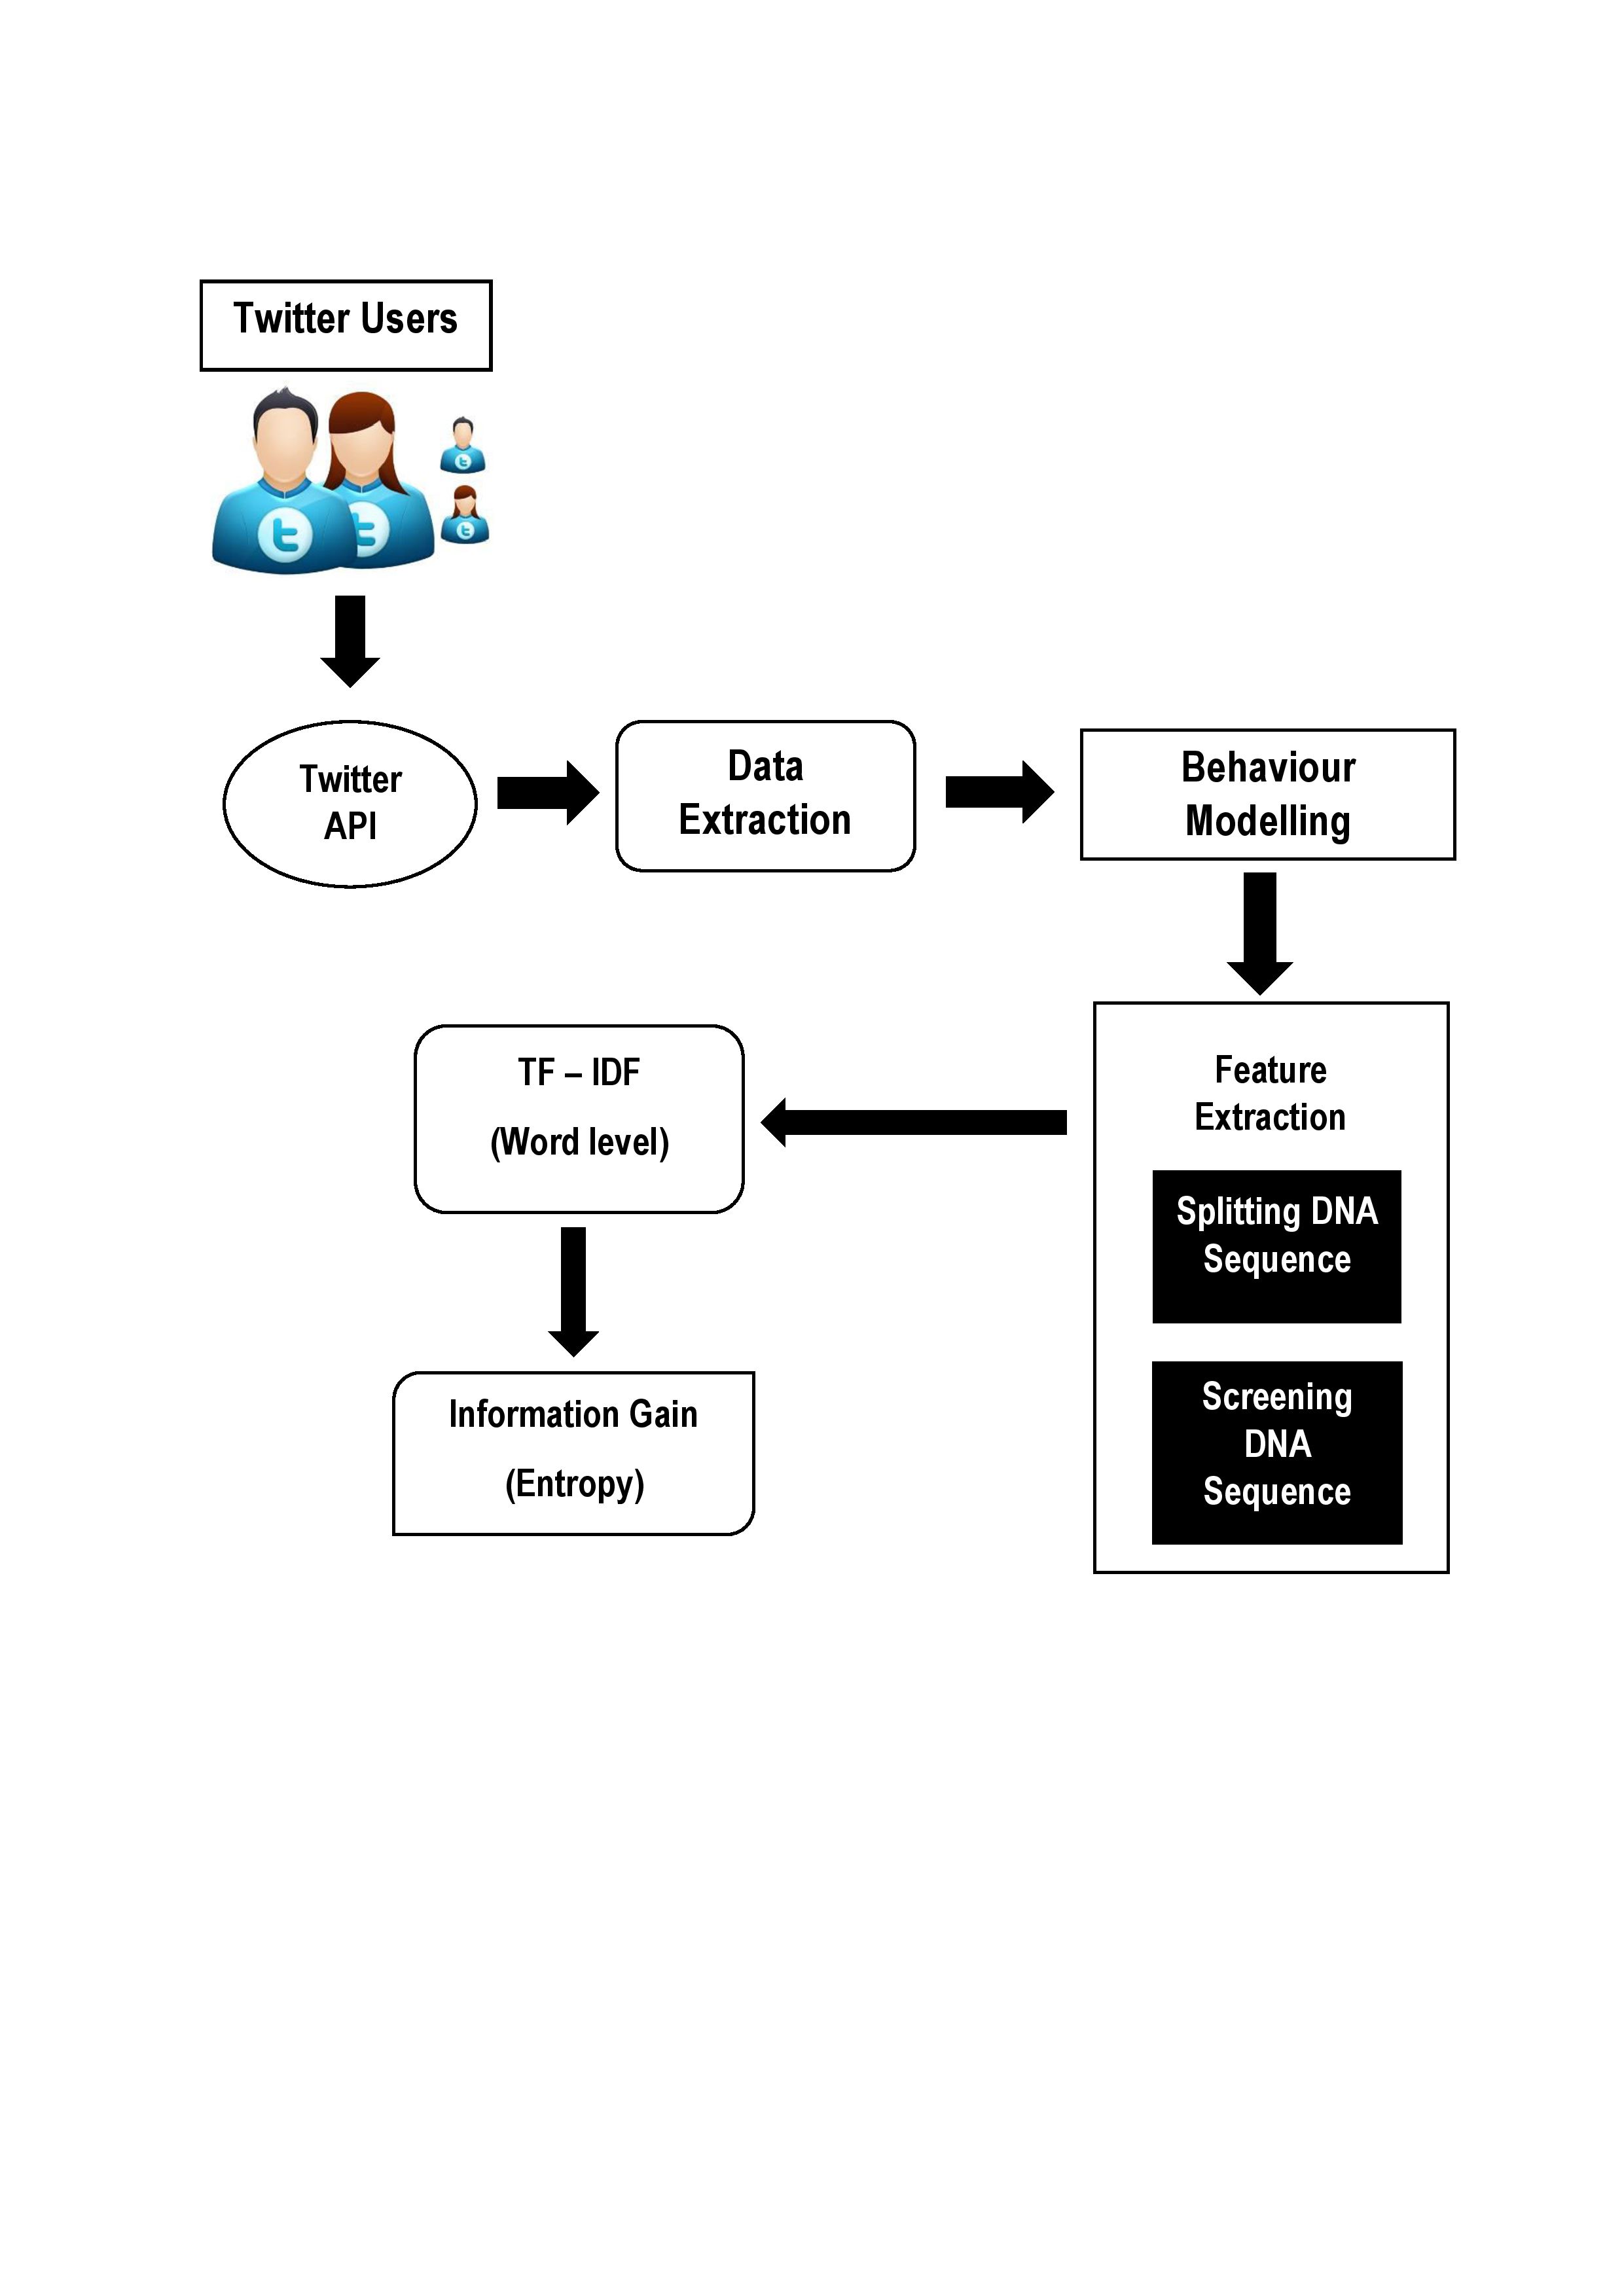 Twitter Users
t
t
t
t
Twitter
API
Data
Extraction
Behaviour
Modelling
Feature
Extraction
Splitting DNA
Sequence
Screening
DNA
Sequence
TF – IDF
(Word level)
Information Gain
(Entropy)